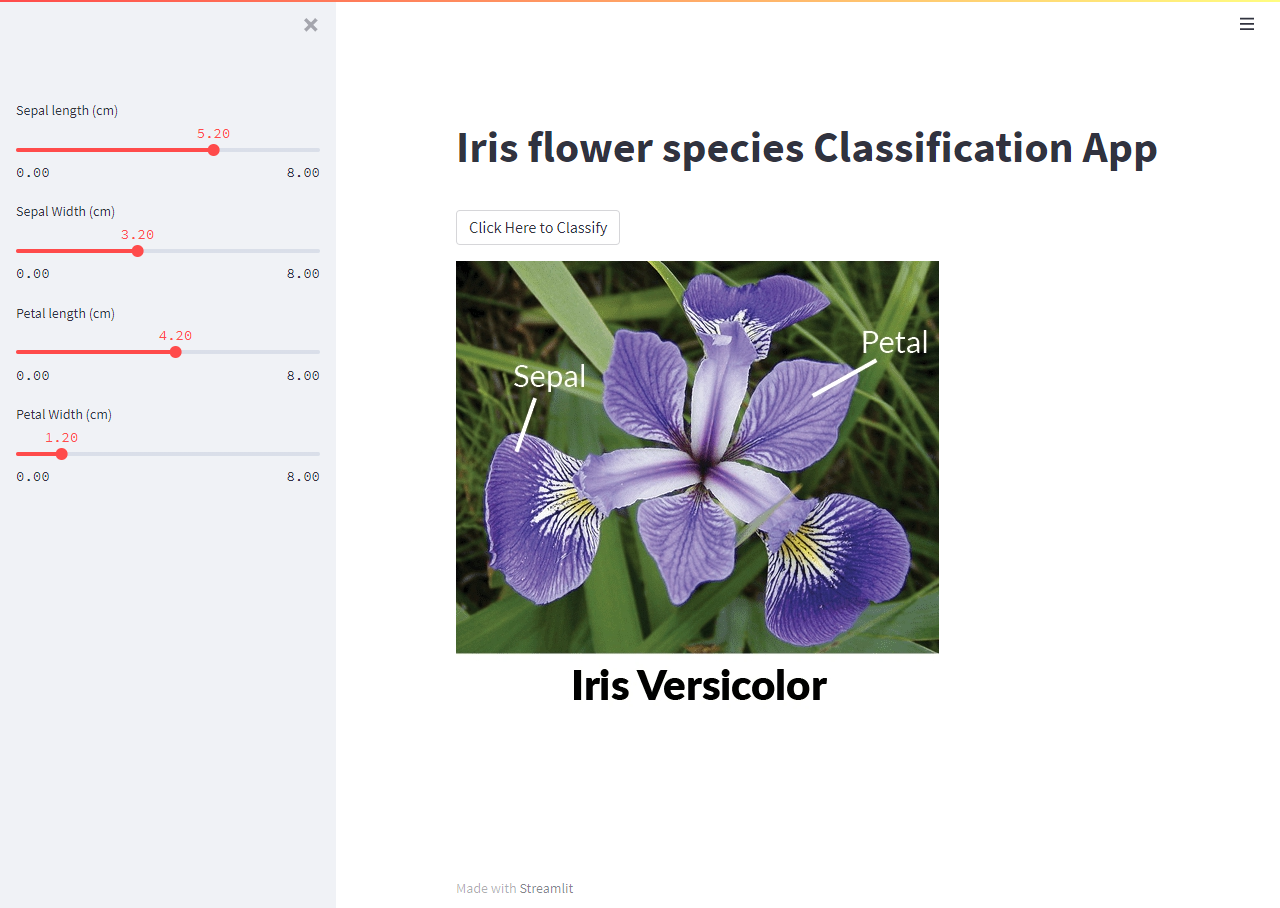 Sepal length (cm)
5.20
0.00 8.00
Sepal Width (cm)
3.20
0.00 8.00
Petal length (cm)
4.20
0.00 8.00
Petal Width (cm)
1.20
0.00 8.00
Iris flower species Classification App
Click Here to Classify
Petal
Sepal
Iris Versicolor
Made with Streamlit